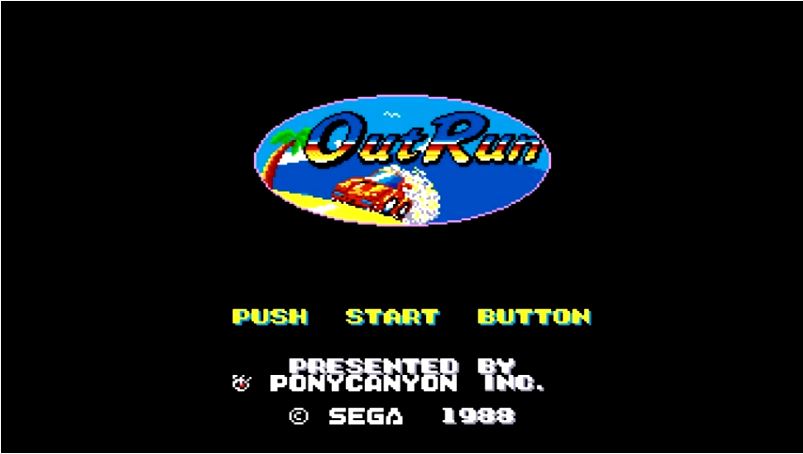 OutRun
PUSH START BUTTON
PRESENTED BY
PONYCANYON INC.
© SEGA 1988